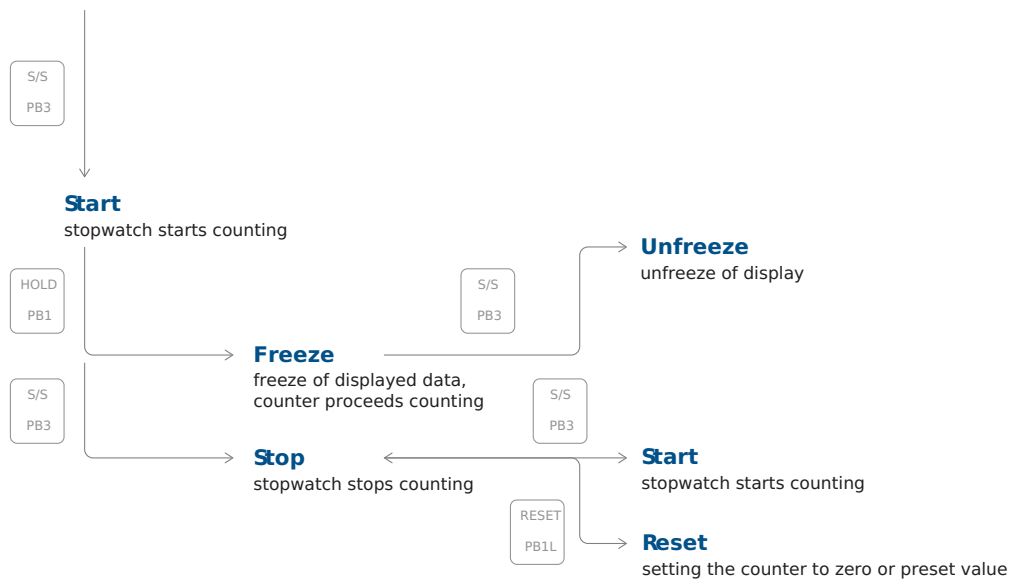 S/S
PB3
Start
stopwatch starts counting
Unfreeze
unfreeze of display
HOLD
PB1
S/S
PB3
Freeze
freeze of displayed data,
counter proceeds counting
S/S
PB3
S/S
PB3
Stop
stopwatch stops counting
Start
stopwatch starts counting
RESET
PB1L
Reset
setting the counter to zero or preset value